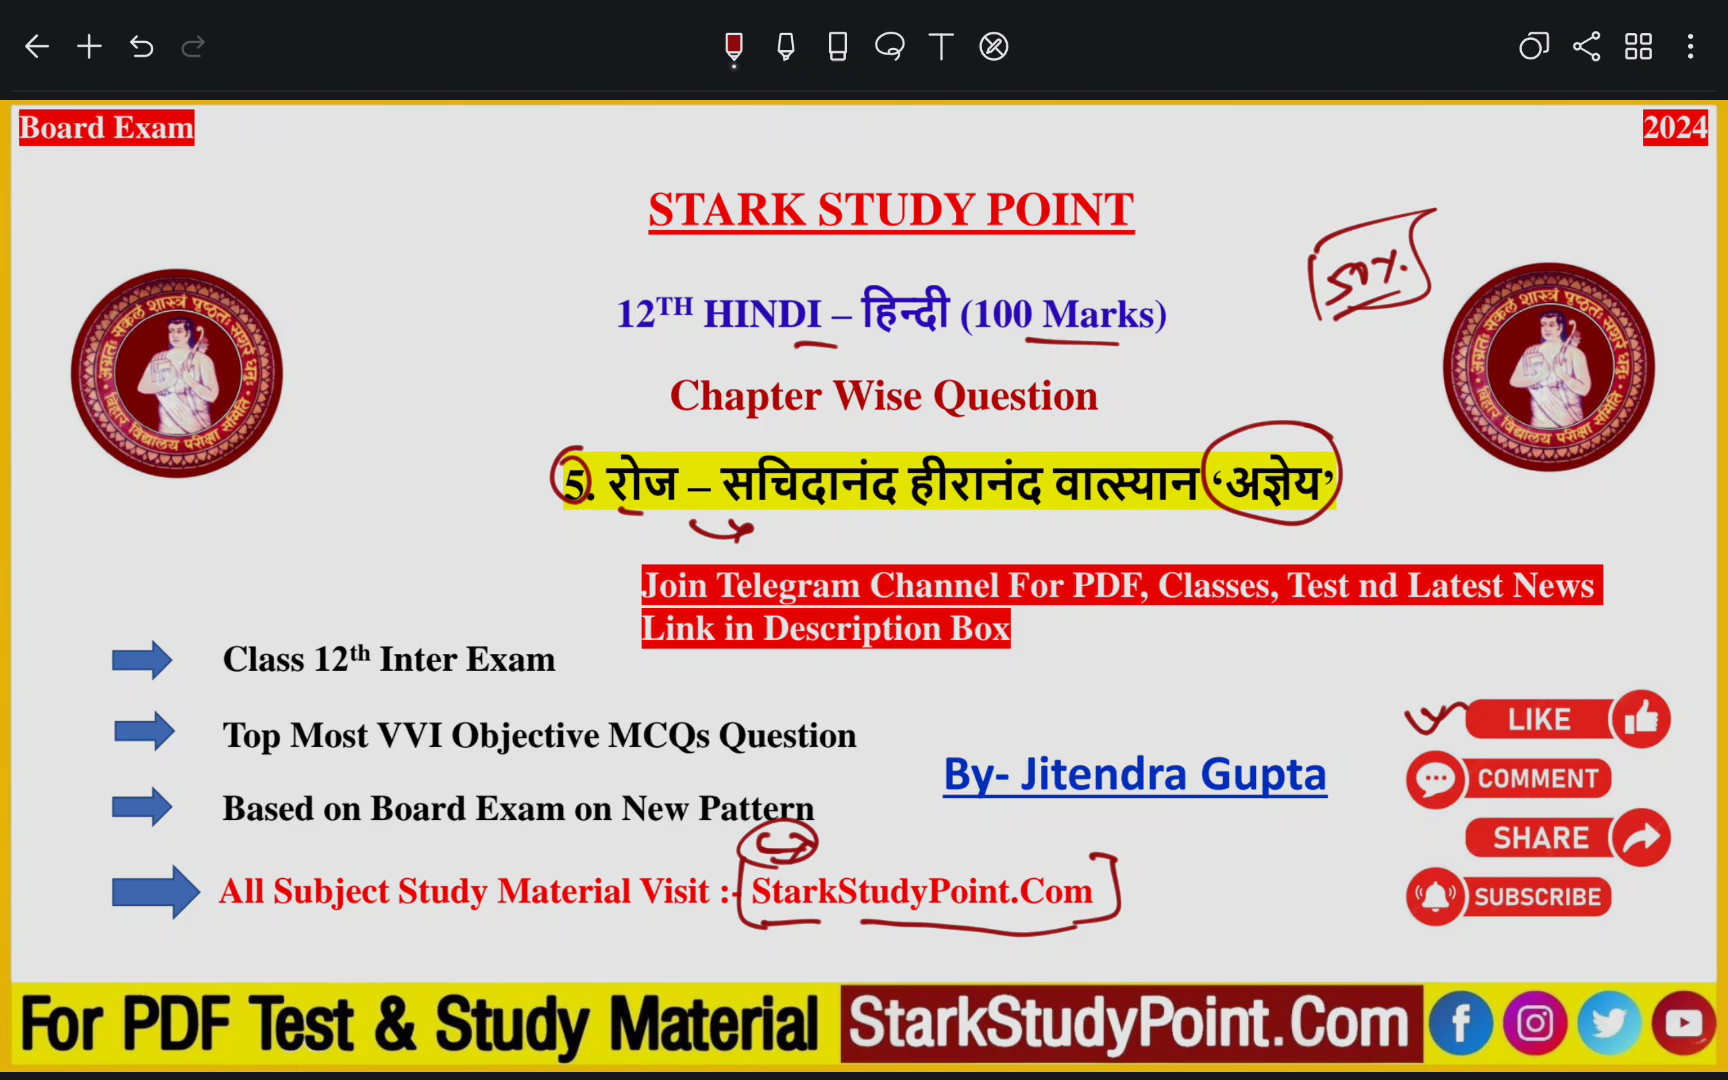 Board Exam
2024
STARK STUDY POINT
12TH HINDI – हिन्दी (100 Marks)
50%
Chapter Wise Question
5. रोज – सचिदानंद हीरानंद वात्स्यान ‘अज्ञेय’
Join Telegram Channel For PDF, Classes, Test nd Latest News
Link in Description Box
Class 12th Inter Exam
Top Most VVI Objective MCQs Question
Based on Board Exam on New Pattern
All Subject Study Material Visit :- StarkStudyPoint.Com
By- Jitendra Gupta
LIKE
COMMENT
SHARE
SUBSCRIBE
For PDF Test & Study Material StarkStudyPoint.Com